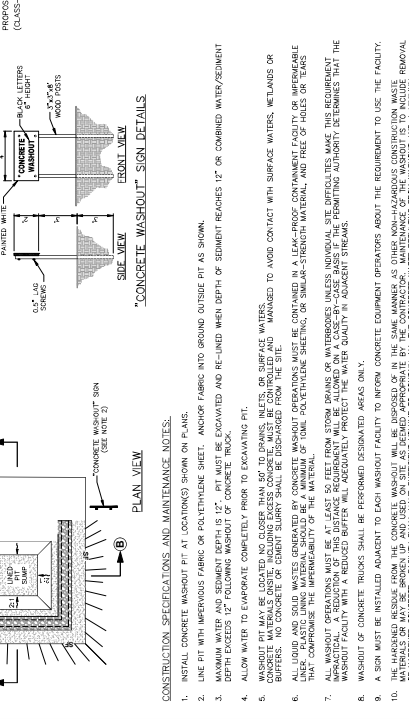 PROPOS
(CLASS-
PAINTED WHITE
4'
"CONCRETE
WASHOUT"
BLACK LETTERS
6" HEIGHT
3"x3"x8'
WOOD POSTS
0.5" LAG
SCREWS
SIDE VIEW
FRONT VIEW
"CONCRETE WASHOUT" SIGN DETAILS
LINED
PIT
SUMP
2:1
"CONCRETE WASHOUT" SIGN
(SEE NOTE 2)
B
PLAN VIEW
CONSTRUCTION SPECIFICATIONS AND MAINTENANCE NOTES:
1. INSTALL CONCRETE WASHOUT PIT AT LOCATION(S) SHOWN ON PLANS.
2. LINE PIT WITH IMPERVIOUS FABRIC OR POLYETHYLENE SHEET. ANCHOR FABRIC INTO GROUND OUTSIDE PIT AS SHOWN.
3. MAXIMUM WATER AND SEDIMENT DEPTH IS 12". PIT MUST BE EXCAVATED AND RE-LINED WHEN DEPTH OF SEDIMENT REACHES 12" OR COMBINED WATER/SEDIMENT
DEPTH EXCEEDS 12" FOLLOWING WASHOUT OF CONCRETE TRUCK.
4. ALLOW WATER TO EVAPORATE COMPLETELY PRIOR TO EXCAVATING PIT.
5. WASHOUT PIT MAY BE LOCATED NO CLOSER THAN 50' TO DRAINS, INLETS, OR SURFACE WATERS.
CONCRETE MATERIALS ONSITE, INCLUDING EXCESS CONCRETE, MUST BE CONTROLLED AND MANAGED TO AVOID CONTACT WITH SURFACE WATERS, WETLANDS OR
BUFFERS. NO CONCRETE OR CEMENT SLURRY SHALL BE DISCHARGED FROM THE SITE.
6. ALL LIQUID AND SOLID WASTES GENERATED BY CONCRETE WASHOUT OPERATIONS MUST BE CONTAINED IN A LEAK-PROOF CONTAINMENT FACILITY OR IMPERMEABLE
LINER. PLASTIC LINING MATERIAL SHOULD BE A MINIMUM OF 10MIL POLYETHYLENE SHEETING, OR SIMILAR-STRENGTH MATERIAL, AND FREE OF HOLES OR TEARS
THAT COMPROMISE THE IMPERMEABILITY OF THE MATERIAL.
7. ALL WASHOUT OPERATIONS MUST BE AT LEAST 50 FEET FROM STORM DRAINS OR WATERBODIES UNLESS INDIVIDUAL SITE DIFFICULTIES MAKE THIS REQUIREMENT
IMPRACTICAL. A REDUCTION OF THIS DISTANCE REQUIREMENT WILL BE ALLOWED ON A CASE-BY-CASE BASIS IF THE PERMITTING AUTHORITY DETERMINES THAT THE
WASHOUT FACILITY WITH A REDUCED BUFFER WILL ADEQUATELY PROTECT THE WATER QUALITY IN ADJACENT STREAMS.
8. WASHOUT OF CONCRETE TRUCKS SHALL BE PERFORMED DESIGNATED AREAS ONLY.
9. A SIGN MUST BE INSTALLED ADJACENT TO EACH WASHOUT FACILITY TO INFORM CONCRETE EQUIPMENT OPERATORS ABOUT THE REQUIREMENT TO USE THE FACILITY.
10. THE HARDENED RESIDUE FROM THE CONCRETE WASHOUT WILL BE DISPOSED OF IN THE SAME MANNER AS OTHER NON-HAZARDOUS CONSTRUCTION WASTE
MATERIALS OR MAY BE BROKEN UP AND USED ON SITE AS DEEMED APPROPRIATE BY THE CONTRACTOR. MAINTENANCE OF THE WASHOUT IS TO INCLUDE REMOVAL